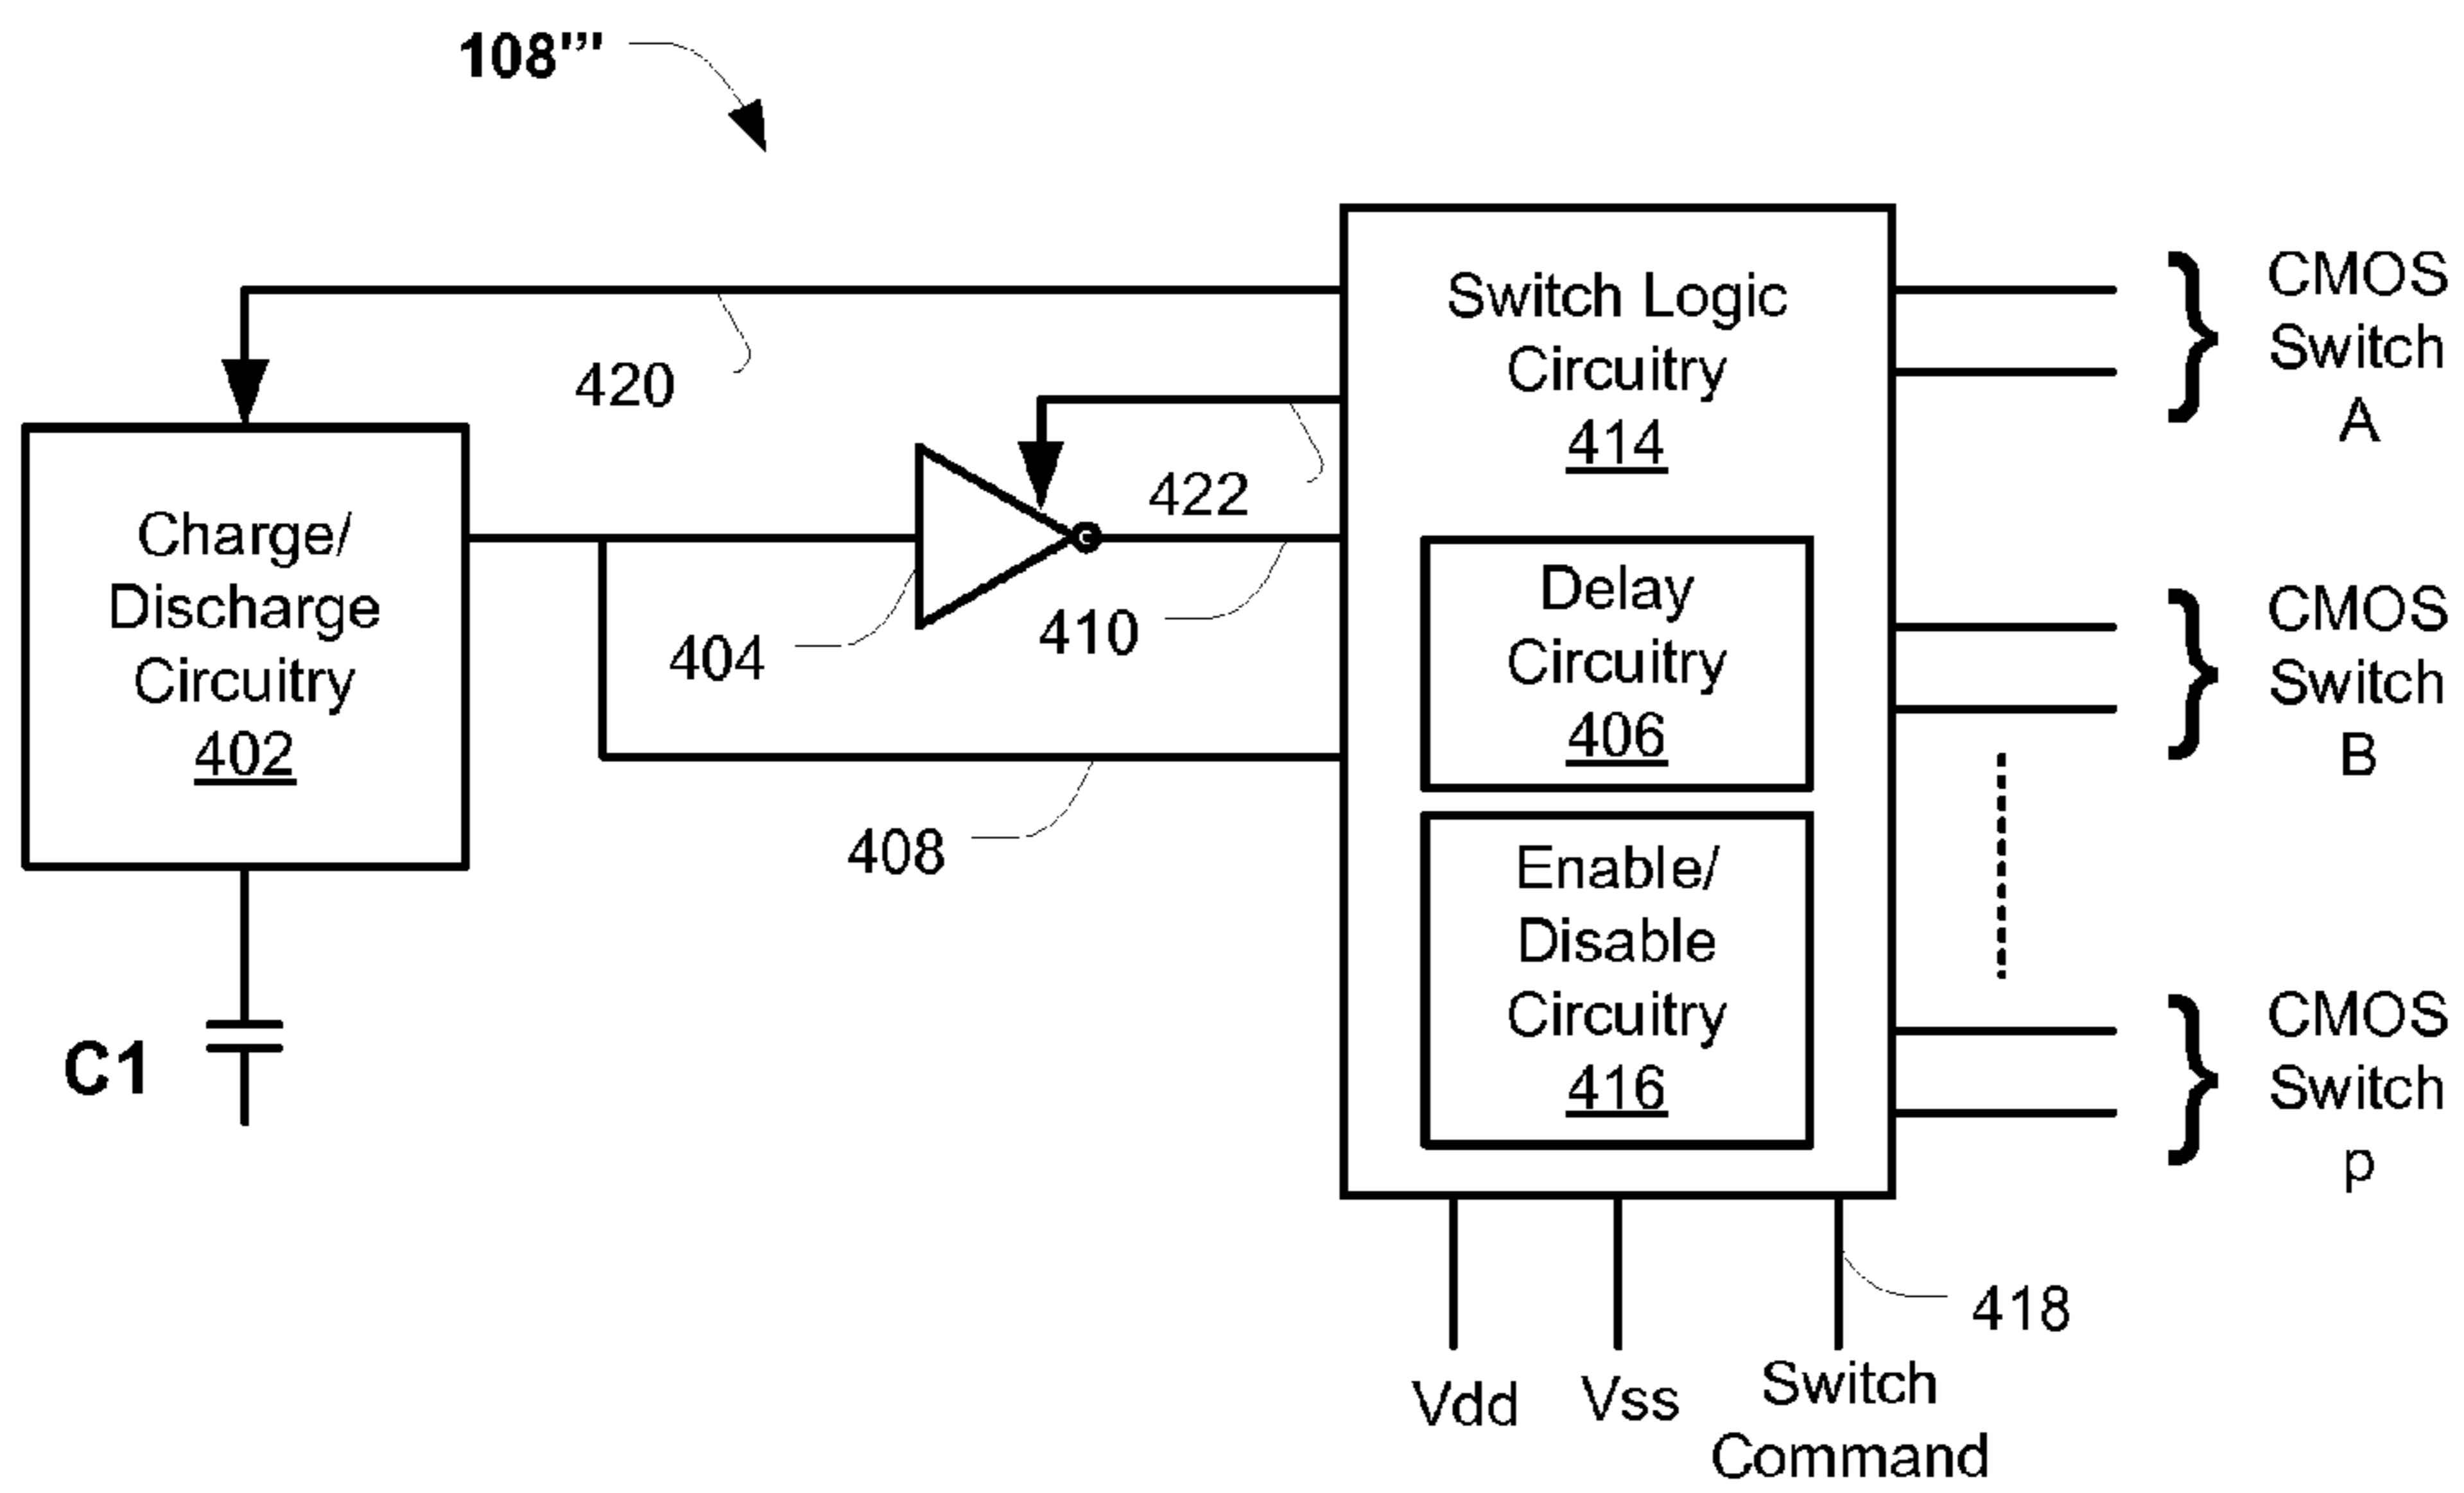 108’’’
420
422
Charge/
Discharge
Circuitry
402
404
410
408
C1
Switch Logic
Circuitry
414
Delay
Circuitry
406
Enable/
Disable
Circuitry
416
CMOS
Switch
A
CMOS
Switch
B
CMOS
Switch
p
418
Vdd
Vss
Switch
Command